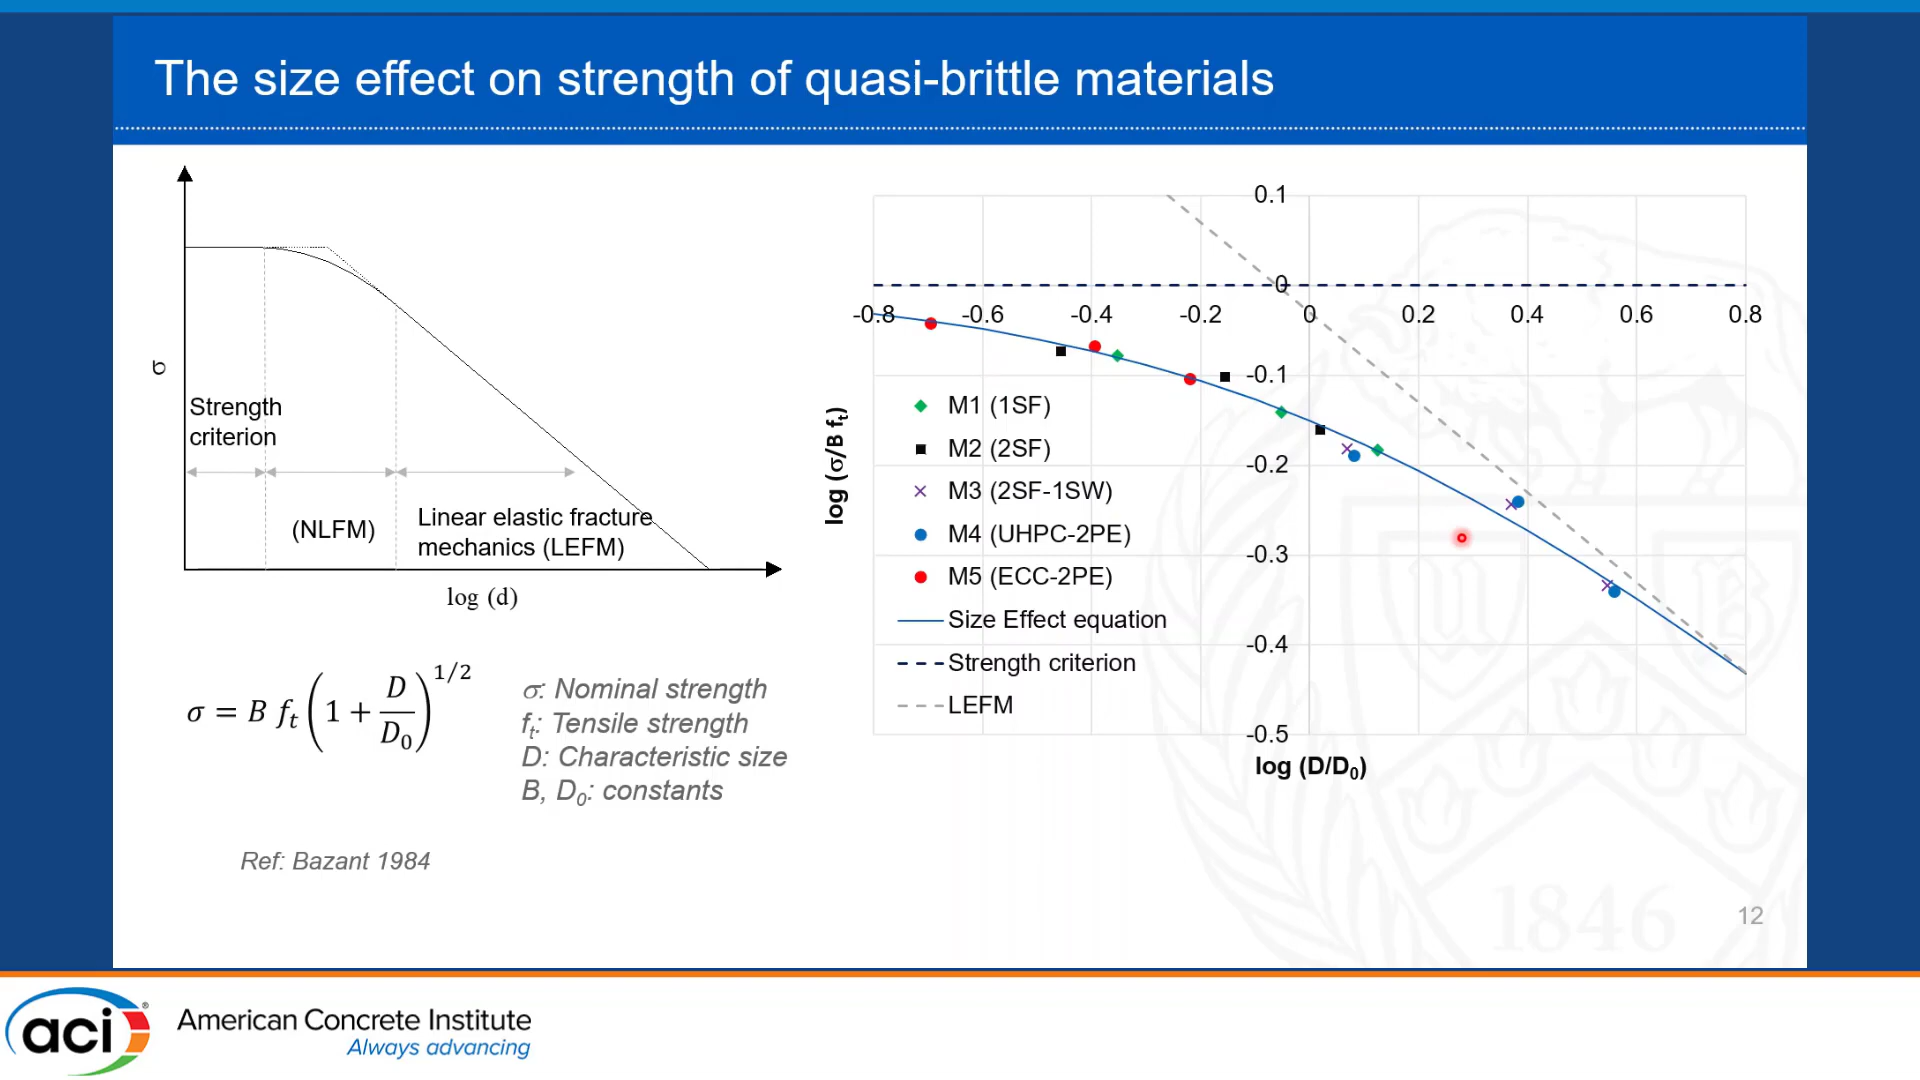 The size effect on strength of quasi-brittle materials
σ
Strength
criterion
(NLFM)
Linear elastic fracture
mechanics (LEFM)
log (d)
σ = B fₜ (1 + D/D₀)^1/2
σ: Nominal strength
fₜ: Tensile strength
D: Characteristic size
B, D₀: constants
Ref: Bazant 1984
0.1
0
-0.8 -0.6 -0.4 -0.2 0 0.2 0.4 0.6 0.8
-0.1
-0.2
-0.3
-0.4
-0.5
log (σ/B fₜ)
M1 (1SF)
M2 (2SF)
M3 (2SF-1SW)
M4 (UHPC-2PE)
M5 (ECC-2PE)
Size Effect equation
Strength criterion
LEFM
log (D/D₀)
U B
1846
12
aci®
American Concrete Institute
Always advancing